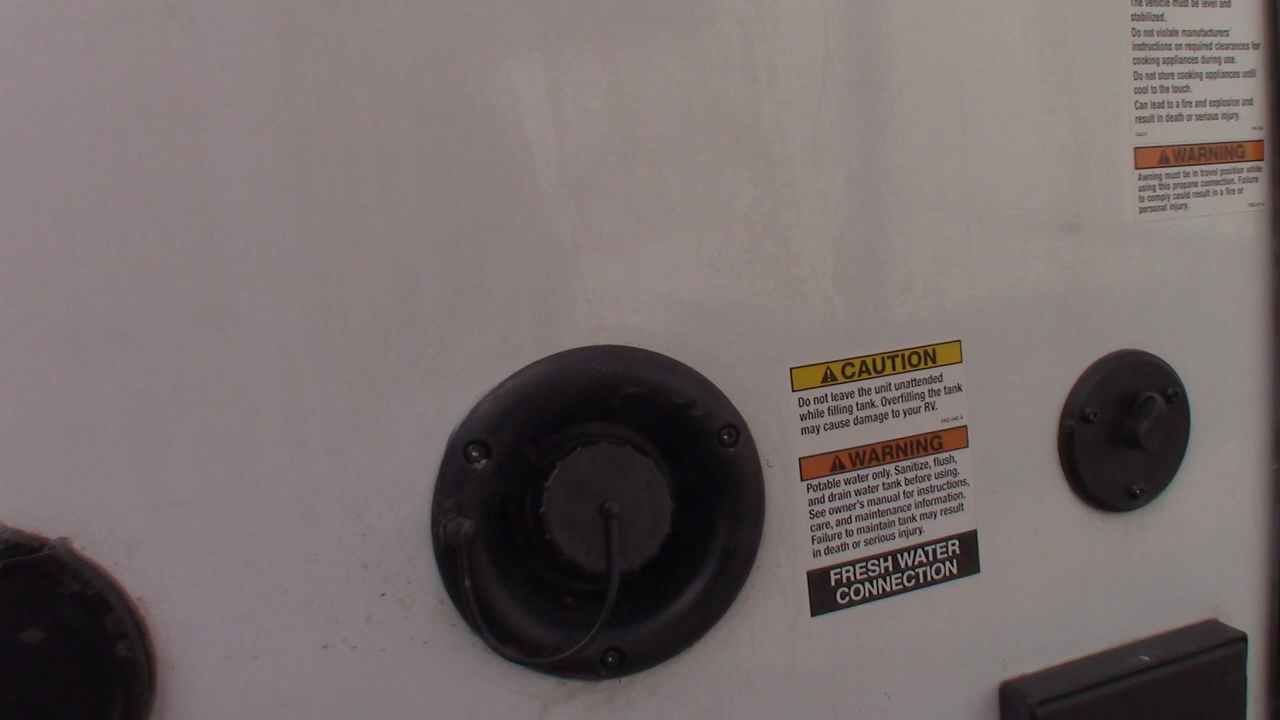 The vehicle must be level and
stabilized.
Do not violate manufacturers'
instructions on required clearances for
cooking appliances during use.
Do not store cooking appliances until
cool to the touch.
Can lead to a fire and explosion and
result in death or serious injury.
WARNING
Awning must be in travel position while
using this propane connection. Failure
to comply could result in a fire or
personal injury.
CAUTION
Do not leave the unit unattended
while filling tank. Overfilling the tank
may cause damage to your RV.
WARNING
Potable water only. Sanitize, flush,
and drain water tank before using.
See owner's manual for instructions,
care, and maintenance information.
Failure to maintain tank may result
in death or serious injury.
FRESH WATER
CONNECTION